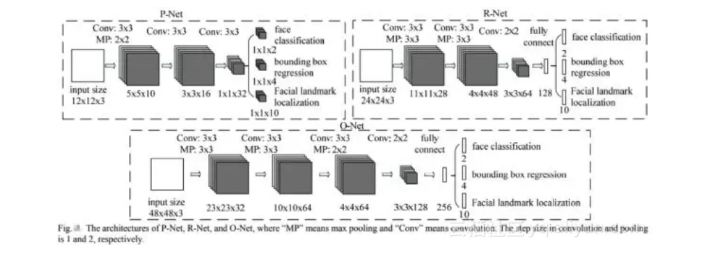 P-Net
Conv: 3x3 Conv: 3x3 Conv: 3x3
MP: 2x2
face
classification
1x1x2
bounding box
regression
1x1x4
Facial landmark
localization
1x1x10
input size
12x12x3
5x5x10
3x3x16
1x1x32
R-Net
Conv: 3x3 Conv: 3x3 Conv: 2x2 fully
MP: 3x3 MP: 3x3 connect
face classification
2
bounding box
regression
4
Facial landmark
localization
10
input size
24x24x3
11x11x28
4x4x48
3x3x64
128
O-Net
Conv: 3x3 Conv: 3x3 Conv: 3x3 Conv: 2x2 fully
MP: 3x3 MP: 3x3 MP: 2x2 connect
face classification
2
bounding box regression
4
Facial landmark localization
10
input size
48x48x3
23x23x32
10x10x64
4x4x64
3x3x128
256
Fig. The architectures of P-Net, R-Net, and O-Net, where "MP" means max pooling and "Conv" means convolution. The step size in convolution and pooling
is 1 and 2, respectively.